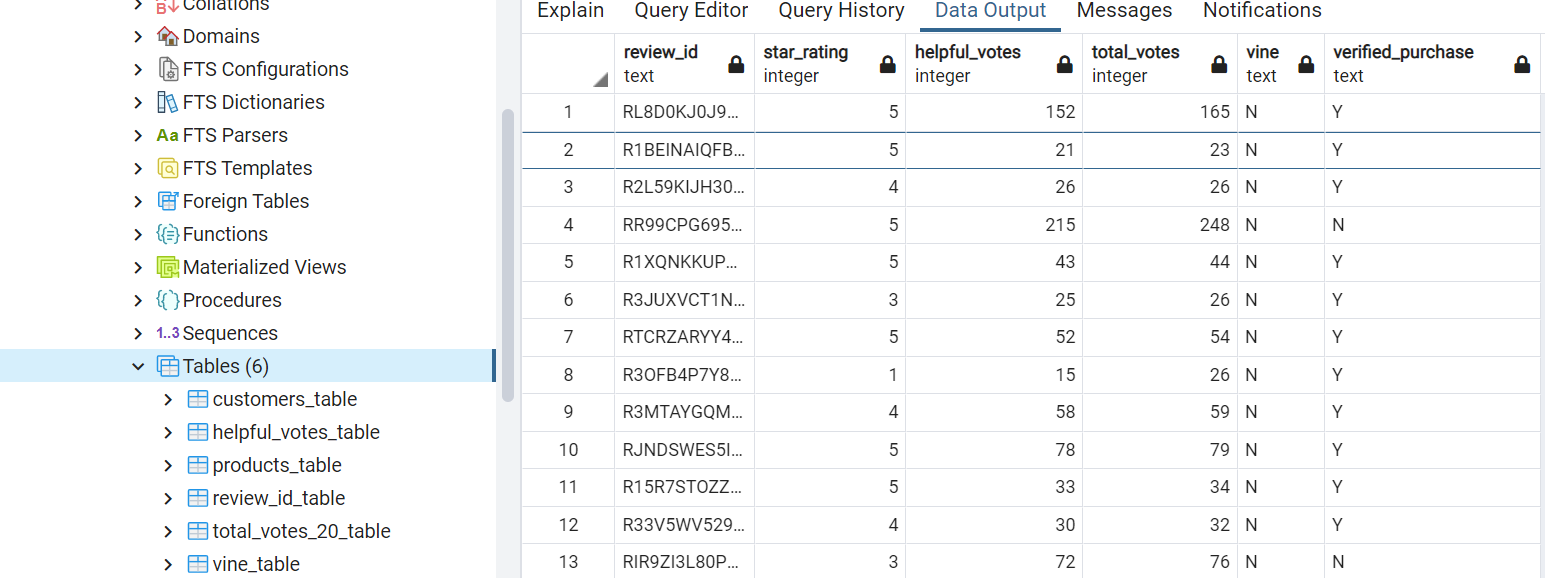 Collations
Domains
FTS Configurations
FTS Dictionaries
Aa FTS Parsers
FTS Templates
Foreign Tables
Functions
Materialized Views
Procedures
1..3 Sequences
Tables (6)
customers_table
helpful_votes_table
products_table
review_id_table
total_votes_20_table
vine_table
Explain Query Editor Query History Data Output Messages Notifications
review_id star_rating helpful_votes total_votes vine verified_purchase
text integer integer integer text text
1 RL8D0KJ0J9... 5 152 165 N Y
2 R1BEINAIQFB... 5 21 23 N Y
3 R2L59KIJH30... 4 26 26 N Y
4 RR99CPG695... 5 215 248 N N
5 R1XQNKKUP... 5 43 44 N Y
6 R3JUXVCT1N... 3 25 26 N Y
7 RTCRZARYY4... 5 52 54 N Y
8 R3OFB4P7Y8... 1 15 26 N Y
9 R3MTAYGQM... 4 58 59 N Y
10 RJNDSWES5I... 5 78 79 N Y
11 R15R7STOZZ... 5 33 34 N Y
12 R33V5WV529... 4 30 32 N Y
13 RIR9ZI3L80P... 3 72 76 N N